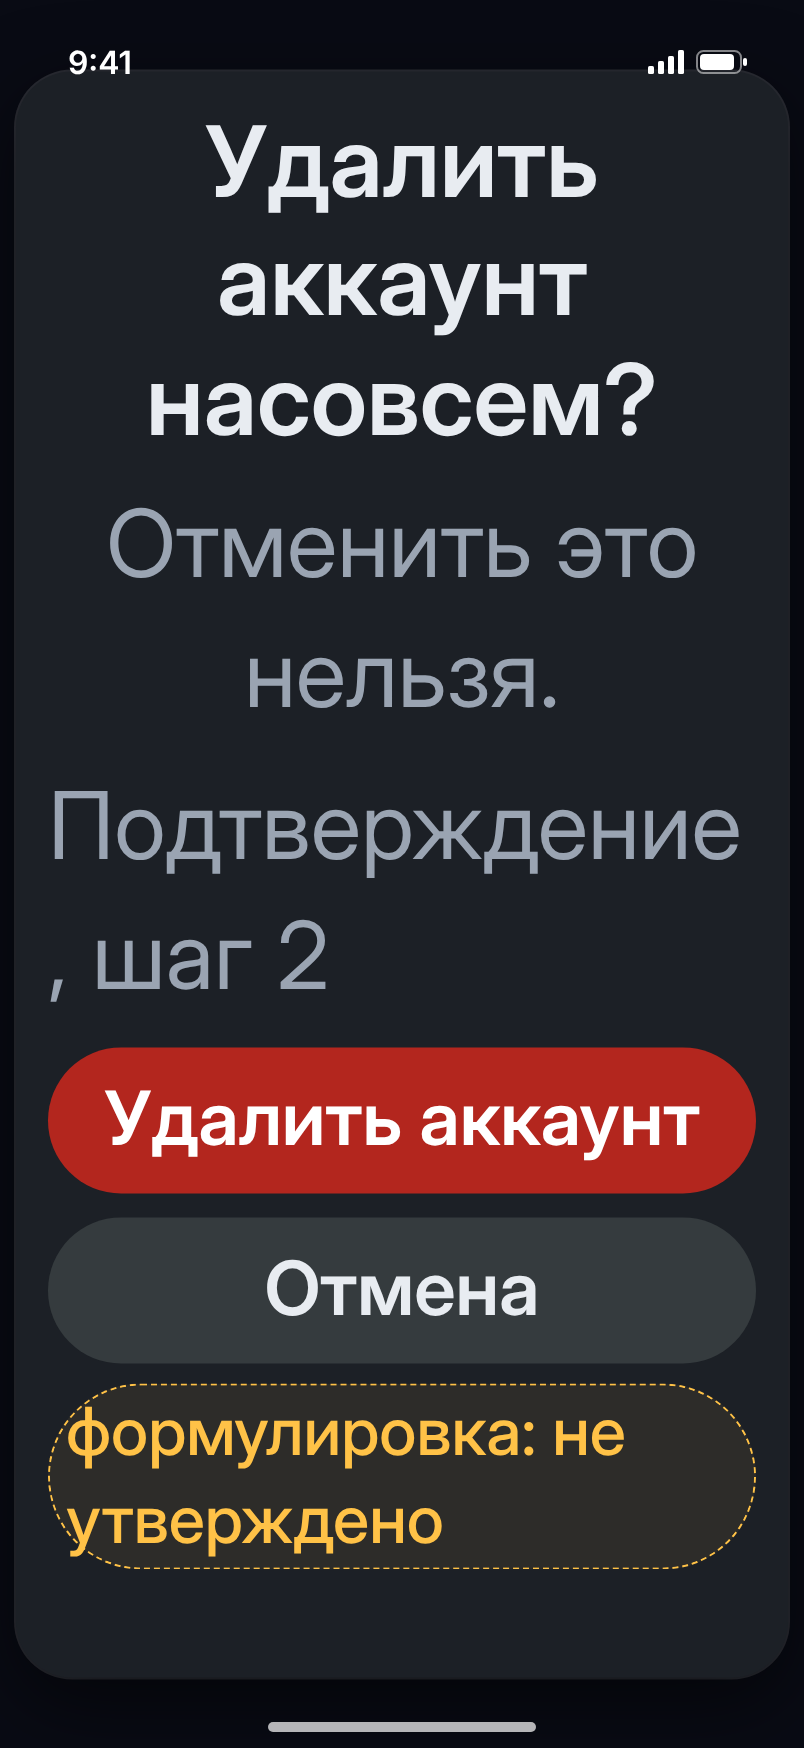 9:41
Удалить
аккаунт
насовсем?
Отменить это
нельзя.
Подтверждение
, шаг 2
Удалить аккаунт
Отмена
формулировка: не
утверждено